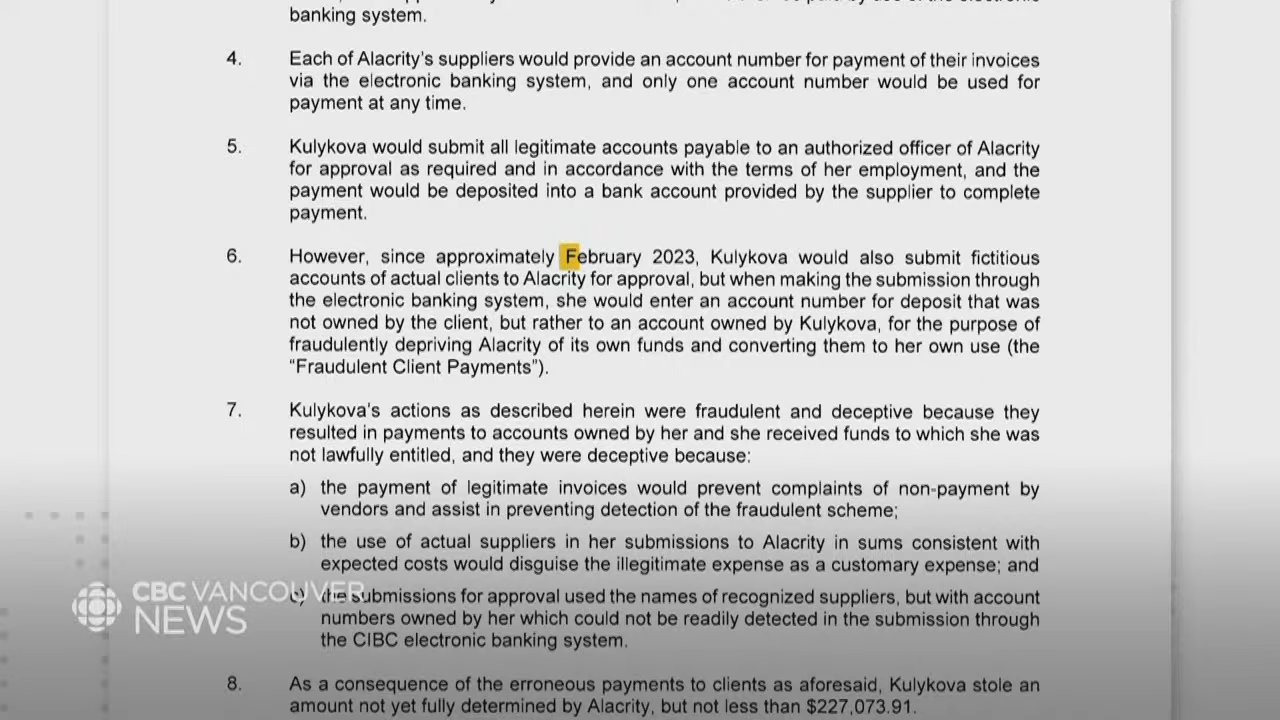 banking system.
4. Each of Alacrity's suppliers would provide an account number for payment of their invoices
via the electronic banking system, and only one account number would be used for
payment at any time.
5. Kulykova would submit all legitimate accounts payable to an authorized officer of Alacrity
for approval as required and in accordance with the terms of her employment, and the
payment would be deposited into a bank account provided by the supplier to complete
payment.
6. However, since approximately February 2023, Kulykova would also submit fictitious
accounts of actual clients to Alacrity for approval, but when making the submission through
the electronic banking system, she would enter an account number for deposit that was
not owned by the client, but rather to an account owned by Kulykova, for the purpose of
fraudulently depriving Alacrity of its own funds and converting them to her own use (the
“Fraudulent Client Payments”).
7. Kulykova's actions as described herein were fraudulent and deceptive because they
resulted in payments to accounts owned by her and she received funds to which she was
not lawfully entitled, and they were deceptive because:
a) the payment of legitimate invoices would prevent complaints of non-payment by
vendors and assist in preventing detection of the fraudulent scheme;
b) the use of actual suppliers in her submissions to Alacrity in sums consistent with
expected costs would disguise the illegitimate expense as a customary expense; and
c) the submissions for approval used the names of recognized suppliers, but with account
numbers owned by her which could not be readily detected in the submission through
the CIBC electronic banking system.
8. As a consequence of the erroneous payments to clients as aforesaid, Kulykova stole an
amount not yet fully determined by Alacrity, but not less than $227,073.91.
CBC VANCOUVER
NEWS